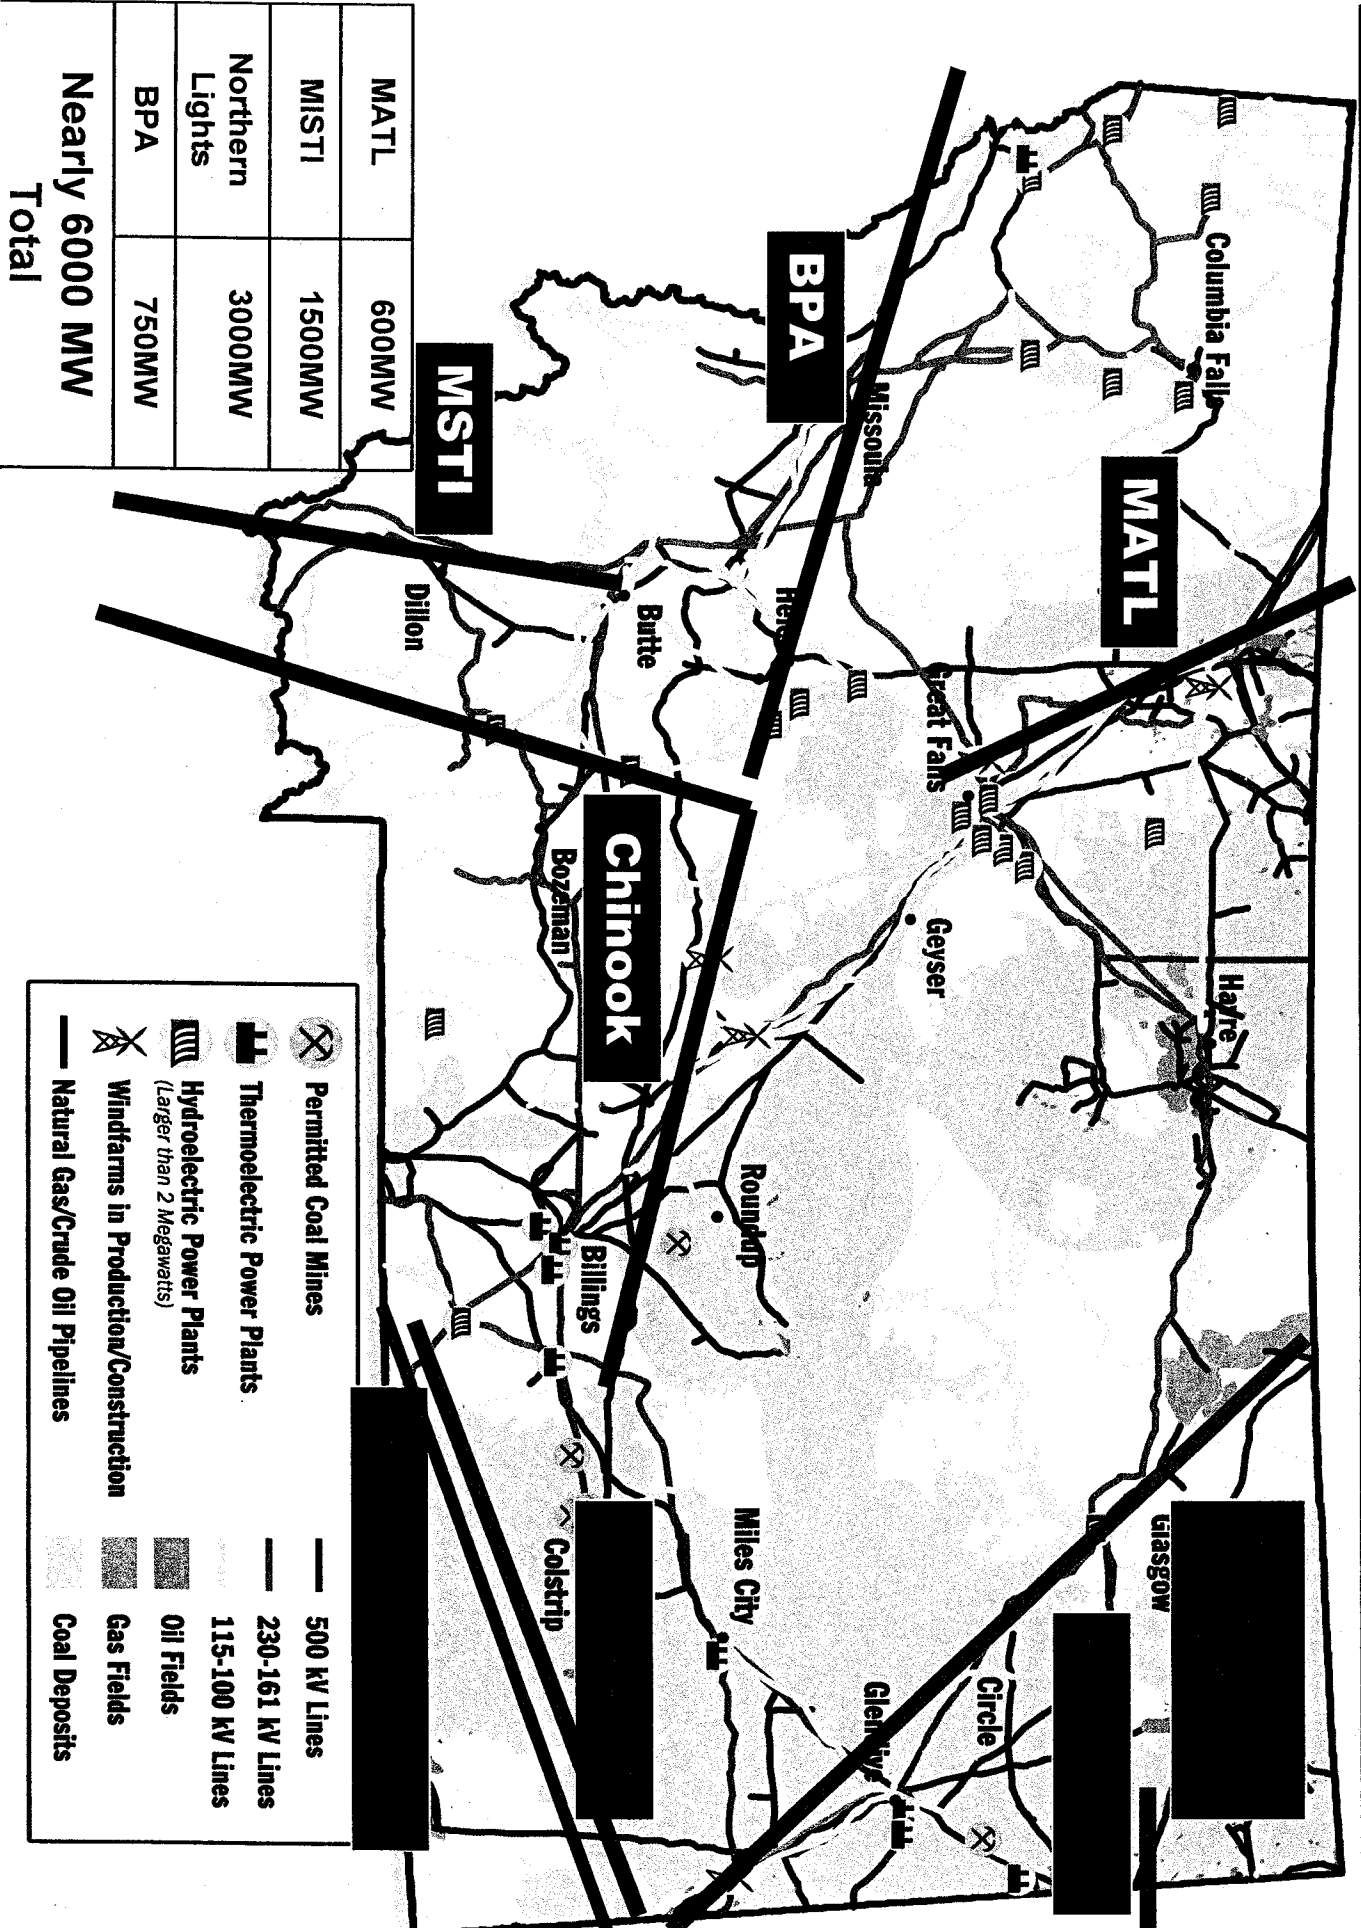 Columbia Falls
MATL
Havre
Glasgow
BPA
Missoula
Great Falls
Geyser
Circle
Glendive
MSTI
Butte
Dillon
Chinook
Bozeman
Roundup
Billings
Miles City
Colstrip
MATL 600MW
MISTI 1500MW
Northern
Lights
3000MW
BPA 750MW
Nearly 6000 MW
Total
Permitted Coal Mines
Thermoelectric Power Plants
Hydroelectric Power Plants
(Larger than 2 Megawatts)
Windfarms in Production/Construction
Natural Gas/Crude Oil Pipelines
500 kV Lines
230-161 kV Lines
115-100 kV Lines
Oil Fields
Gas Fields
Coal Deposits